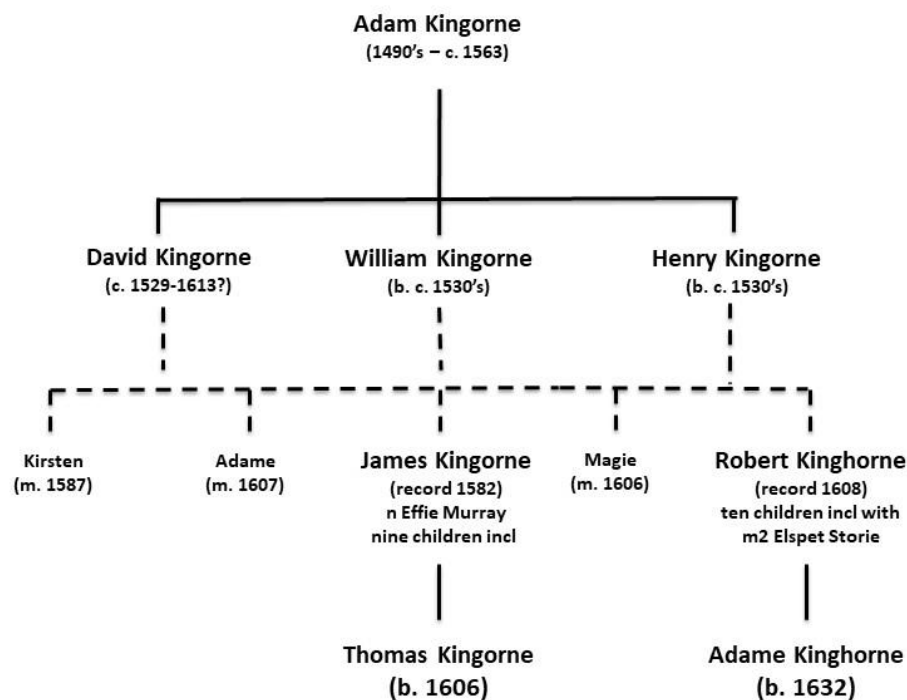 Adam Kingorne
(1490's – c. 1563)
David Kingorne
(c. 1529-1613?)
William Kingorne
(b. c. 1530's)
Henry Kingorne
(b. c. 1530's)
Kirsten
(m. 1587)
Adame
(m. 1607)
James Kingorne
(record 1582)
n Effie Murray
nine children incl
Magie
(m. 1606)
Robert Kinghorne
(record 1608)
ten children incl with
m2 Elspet Storie
Thomas Kingorne
(b. 1606)
Adame Kinghorne
(b. 1632)